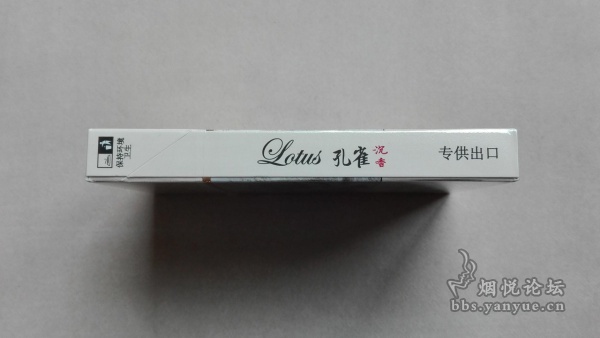 保持环境
卫生
Lotus 孔雀 沉香
专供出口
烟悦论坛
bbs.yanyue.cn